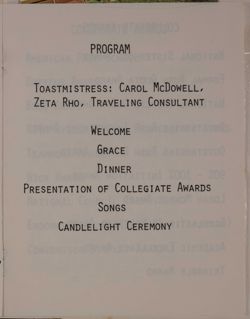 PROGRAM
TOASTMISTRESS: CAROL MCDOWELL,
ZETA RHO, TRAVELING CONSULTANT
WELCOME
GRACE
DINNER
PRESENTATION OF COLLEGIATE AWARDS
SONGS
CANDLELIGHT CEREMONY